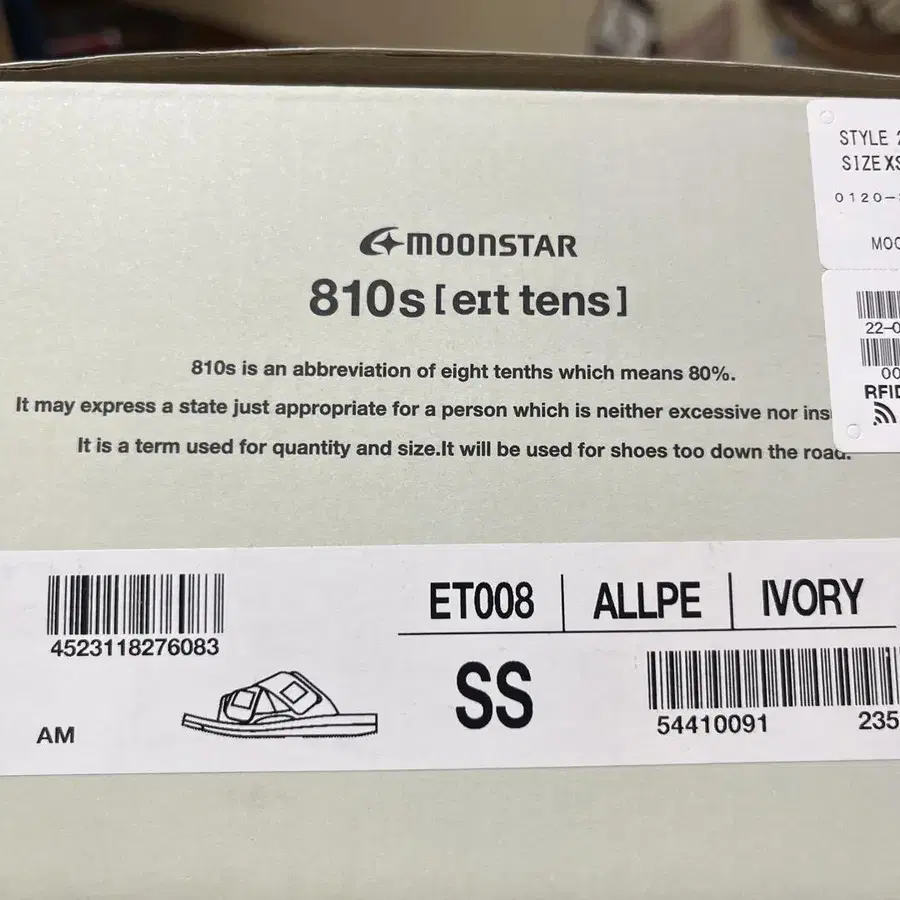 MOONSTAR
810s [eɪt tens]
810s is an abbreviation of eight tenths which means 80%.
It may express a state just appropriate for a person which is neither excessive nor
It is a term used for quantity and size.It will be used for shoes too down the road.
STYLE
SIZE XS
0120-
MOO
22-0
00
RFID
4523118276083
ET008
ALLPE
IVORY
SS
AM
54410091
235